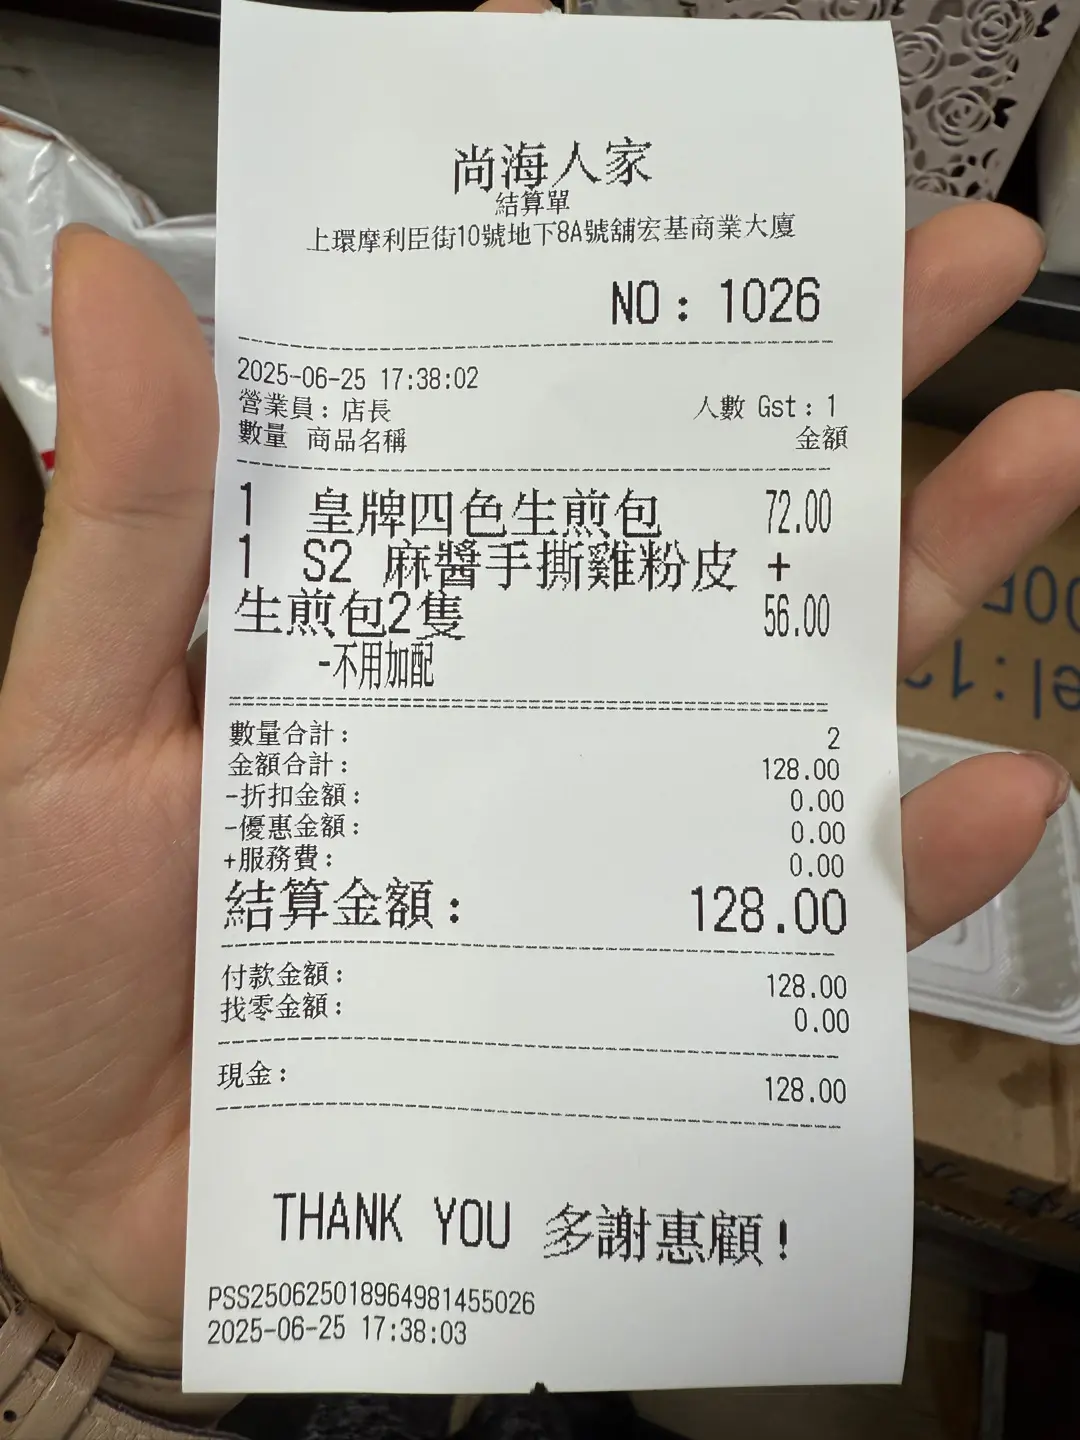 尚海人家
結算單
上環摩利臣街10號地下8A號舖宏基商業大廈
NO: 1026
2025-06-25 17:38:02
營業員: 店長 人數 Gst: 1
數量 商品名稱 金額
1 皇牌四色生煎包 72.00
1 S2 麻醬手撕雞粉皮 +
生煎包2隻 56.00
-不用加配
數量合計: 2
金額合計: 128.00
-折扣金額: 0.00
-優惠金額: 0.00
+服務費: 0.00
結算金額: 128.00
付款金額: 128.00
找零金額: 0.00
現金: 128.00
THANK YOU 多謝惠顧!
PSS250625018964981455026
2025-06-25 17:38:03